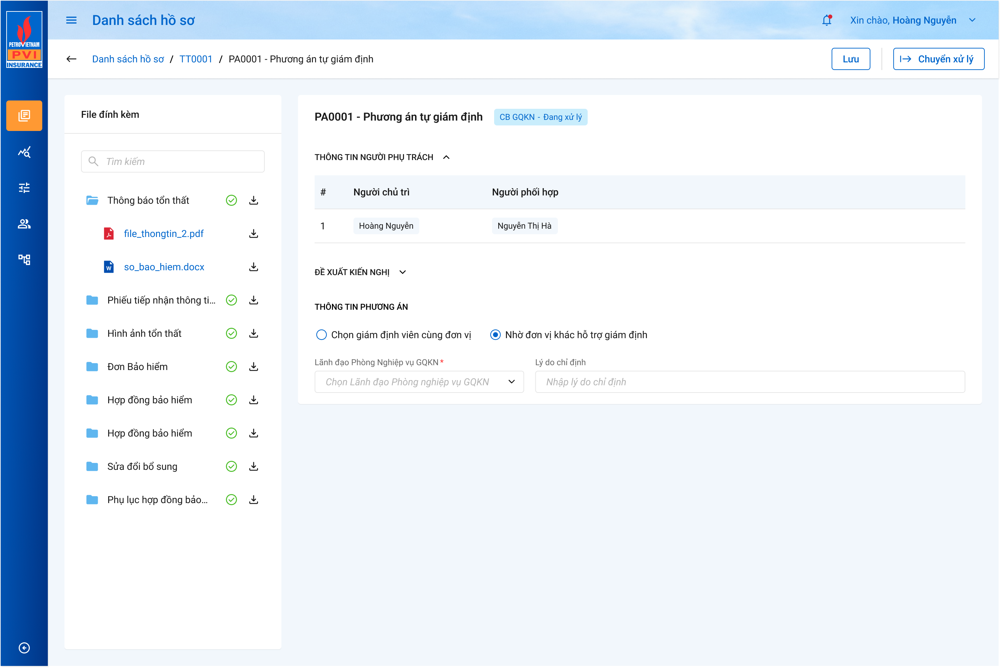 PETROVIETNAM
PVI
INSURANCE
Danh sách hồ sơ
Xin chào, Hoàng Nguyễn
Danh sách hồ sơ / TT0001 / PA0001 - Phương án tự giám định
Lưu
Chuyển xử lý
File đính kèm
Tìm kiếm
Thông báo tổn thất
file_thongtin_2.pdf
so_bao_hiem.docx
Phiếu tiếp nhận thông ti...
Hình ảnh tổn thất
Đơn Bảo hiểm
Hợp đồng bảo hiểm
Hợp đồng bảo hiểm
Sửa đổi bổ sung
Phụ lục hợp đồng bảo...
PA0001 - Phương án tự giám định
CB GQKN - Đang xử lý
THÔNG TIN NGƯỜI PHỤ TRÁCH
# Người chủ trì Người phối hợp
1 Hoàng Nguyễn Nguyễn Thị Hà
ĐỀ XUẤT KIẾN NGHỊ
THÔNG TIN PHƯƠNG ÁN
Chọn giám định viên cùng đơn vị
Nhờ đơn vị khác hỗ trợ giám định
Lãnh đạo Phòng Nghiệp vụ GQKN*
Chọn Lãnh đạo Phòng nghiệp vụ GQKN
Lý do chỉ định
Nhập lý do chỉ định